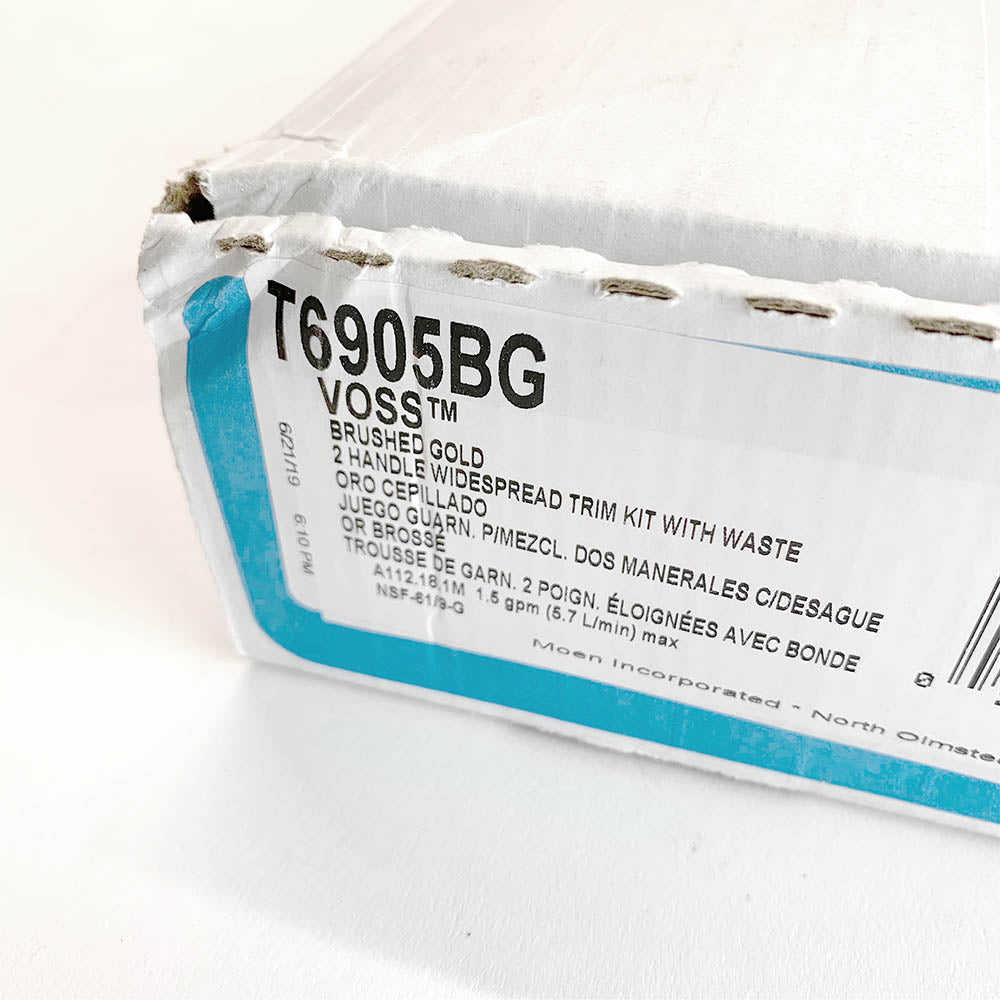 T6905BG
VOSS™
BRUSHED GOLD
2 HANDLE WIDESPREAD TRIM KIT WITH WASTE
ORO CEPILLADO
JUEGO GUARN. P/MEZCL. DOS MANERALES C/DESAGUE
OR BROSSÉ
TROUSSE DE GARN. 2 POIGN. ÉLOIGNÉES AVEC BONDE
A112.18.1M 1.5 gpm (5.7 L/min) max
NSF-61/9-G
Moen Incorporated - North Olmsted
6/21/19 6:10 PM